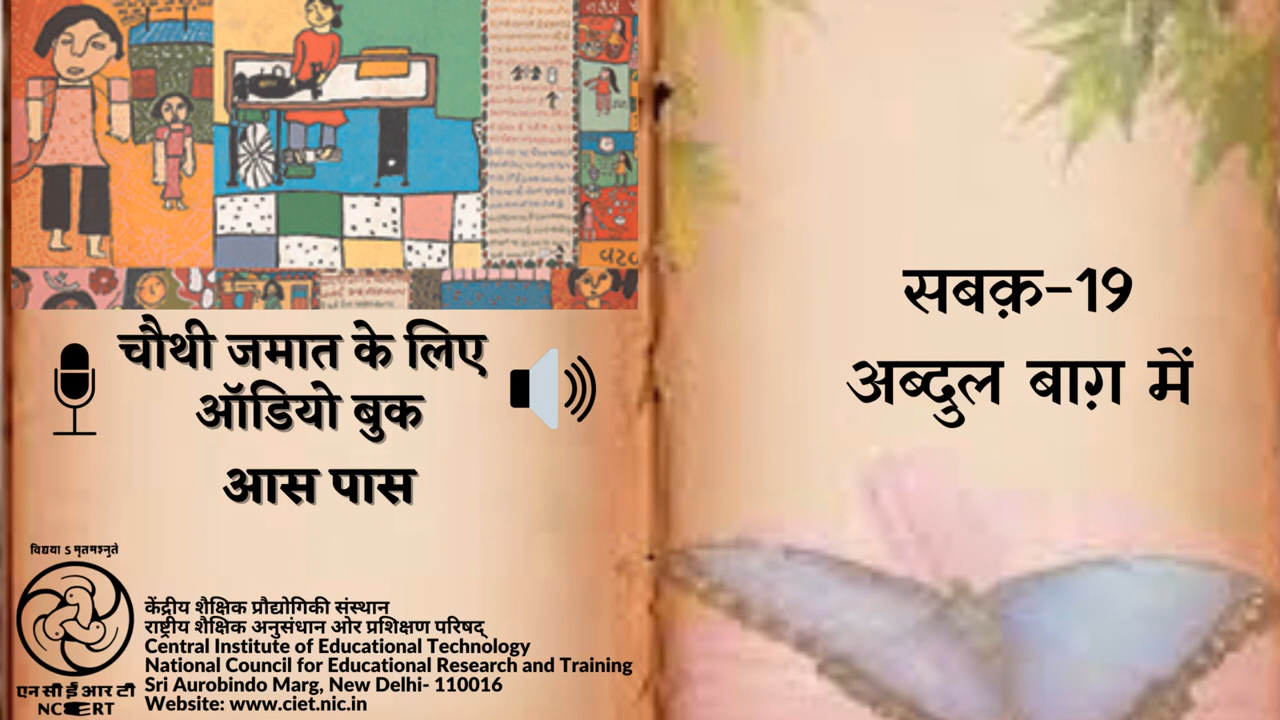 चौथी जमात के लिए
ऑडियो बुक
आस पास
विद्यया ऽ मृतमश्नुते
एन सी ई आर टी
NCERT
केंद्रीय शैक्षिक प्रौद्योगिकी संस्थान
राष्ट्रीय शैक्षिक अनुसंधान ओर प्रशिक्षण परिषद्
Central Institute of Educational Technology
National Council for Educational Research and Training
Sri Aurobindo Marg, New Delhi- 110016
Website: www.ciet.nic.in
सबक़-19
अब्दुल बाग़ में